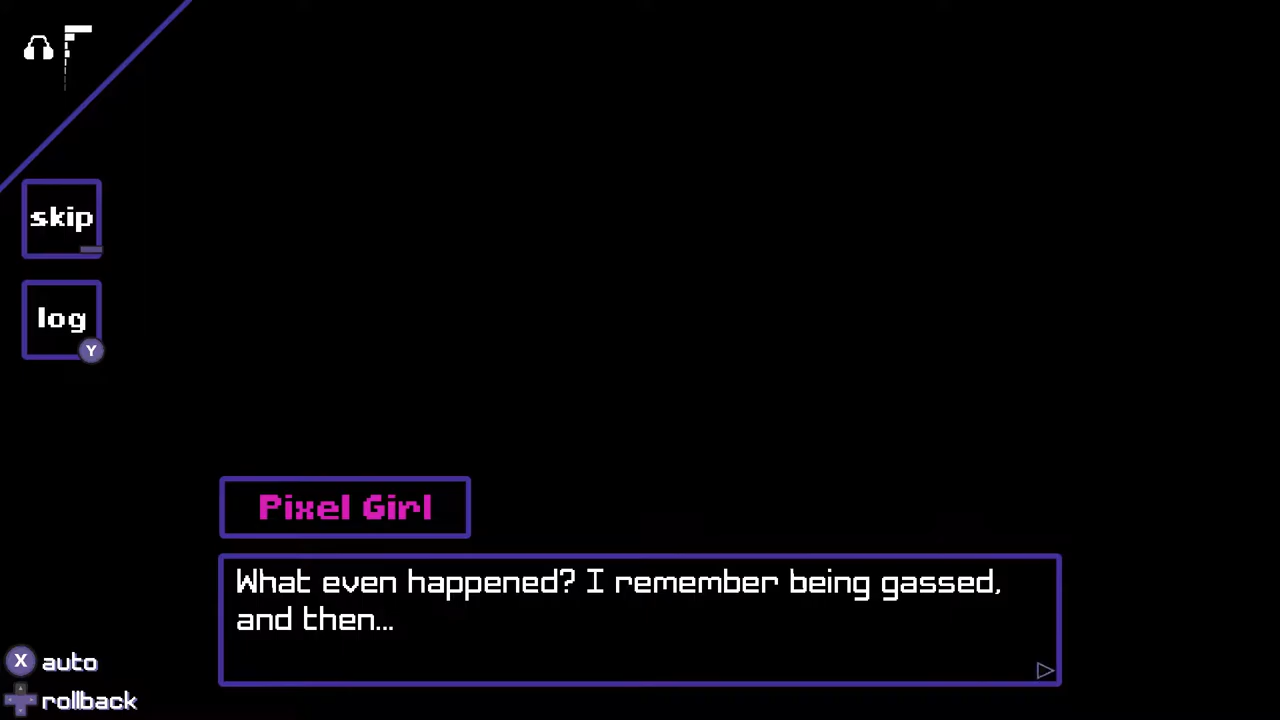 skip
log
Y
Pixel Girl
What even happened? I remember being gassed,
and then...
X auto
rollback